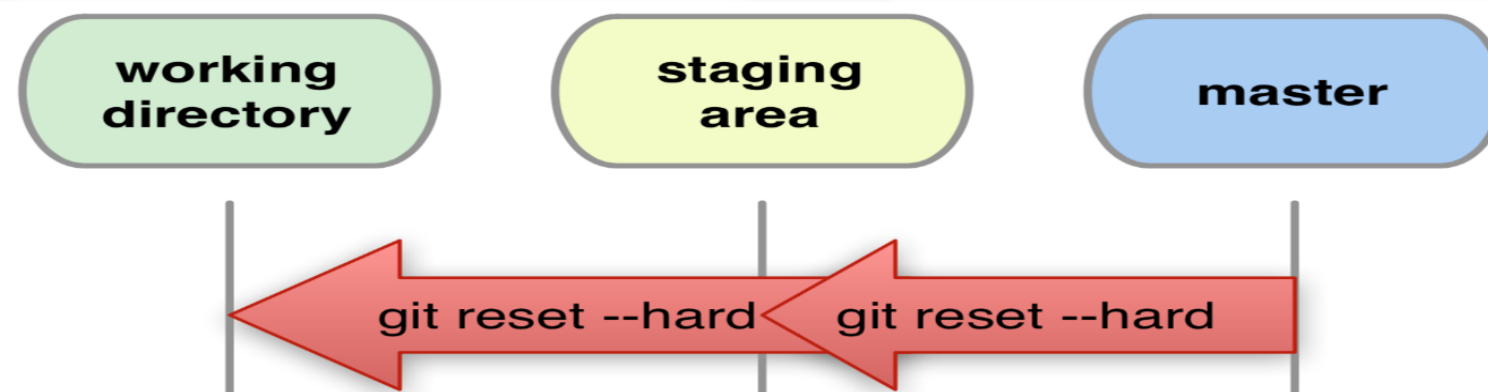 working
directory
staging
area
master
git reset --hard
git reset --hard